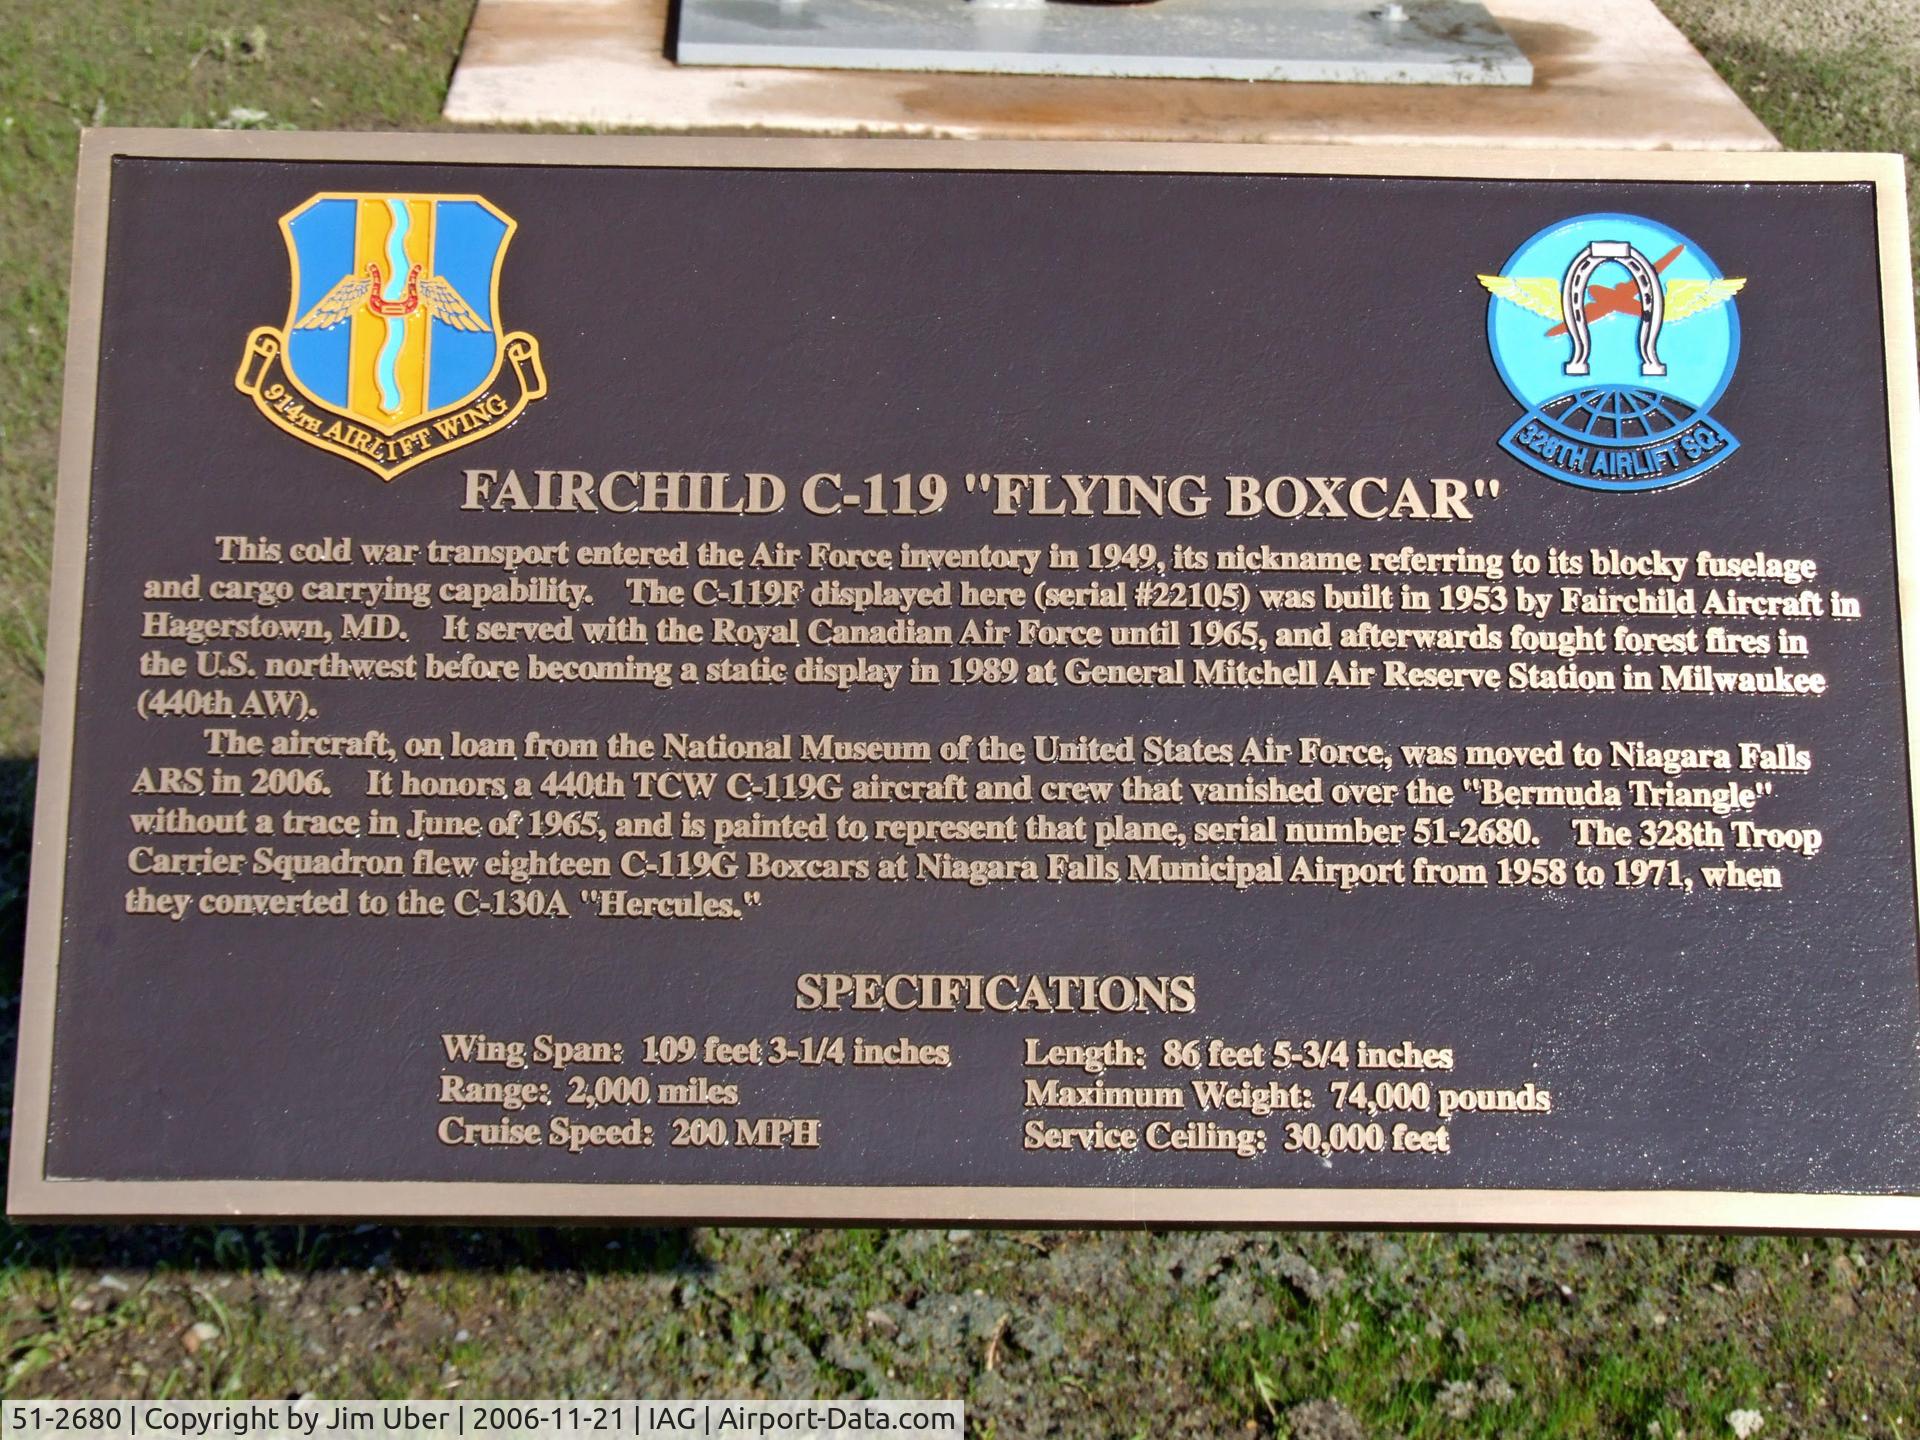 914TH AIRLIFT WING
328TH AIRLIFT SQ.
FAIRCHILD C-119 "FLYING BOXCAR"
This cold war transport entered the Air Force inventory in 1949, its nickname referring to its blocky fuselage
and cargo carrying capability. The C-119F displayed here (serial #22105) was built in 1953 by Fairchild Aircraft in
Hagerstown, MD. It served with the Royal Canadian Air Force until 1965, and afterwards fought forest fires in
the U.S. northwest before becoming a static display in 1989 at General Mitchell Air Reserve Station in Milwaukee
(440th AW).
The aircraft, on loan from the National Museum of the United States Air Force, was moved to Niagara Falls
ARS in 2006. It honors a 440th TCW C-119G aircraft and crew that vanished over the "Bermuda Triangle"
without a trace in June of 1965, and is painted to represent that plane, serial number 51-2680. The 328th Troop
Carrier Squadron flew eighteen C-119G Boxcars at Niagara Falls Municipal Airport from 1958 to 1971, when
they converted to the C-130A "Hercules."
SPECIFICATIONS
Wing Span: 109 feet 3-1/4 inches
Range: 2,000 miles
Cruise Speed: 200 MPH
Length: 86 feet 5-3/4 inches
Maximum Weight: 74,000 pounds
Service Ceiling: 30,000 feet
51-2680 | Copyright by Jim Uber | 2006-11-21 | IAG | Airport-Data.com